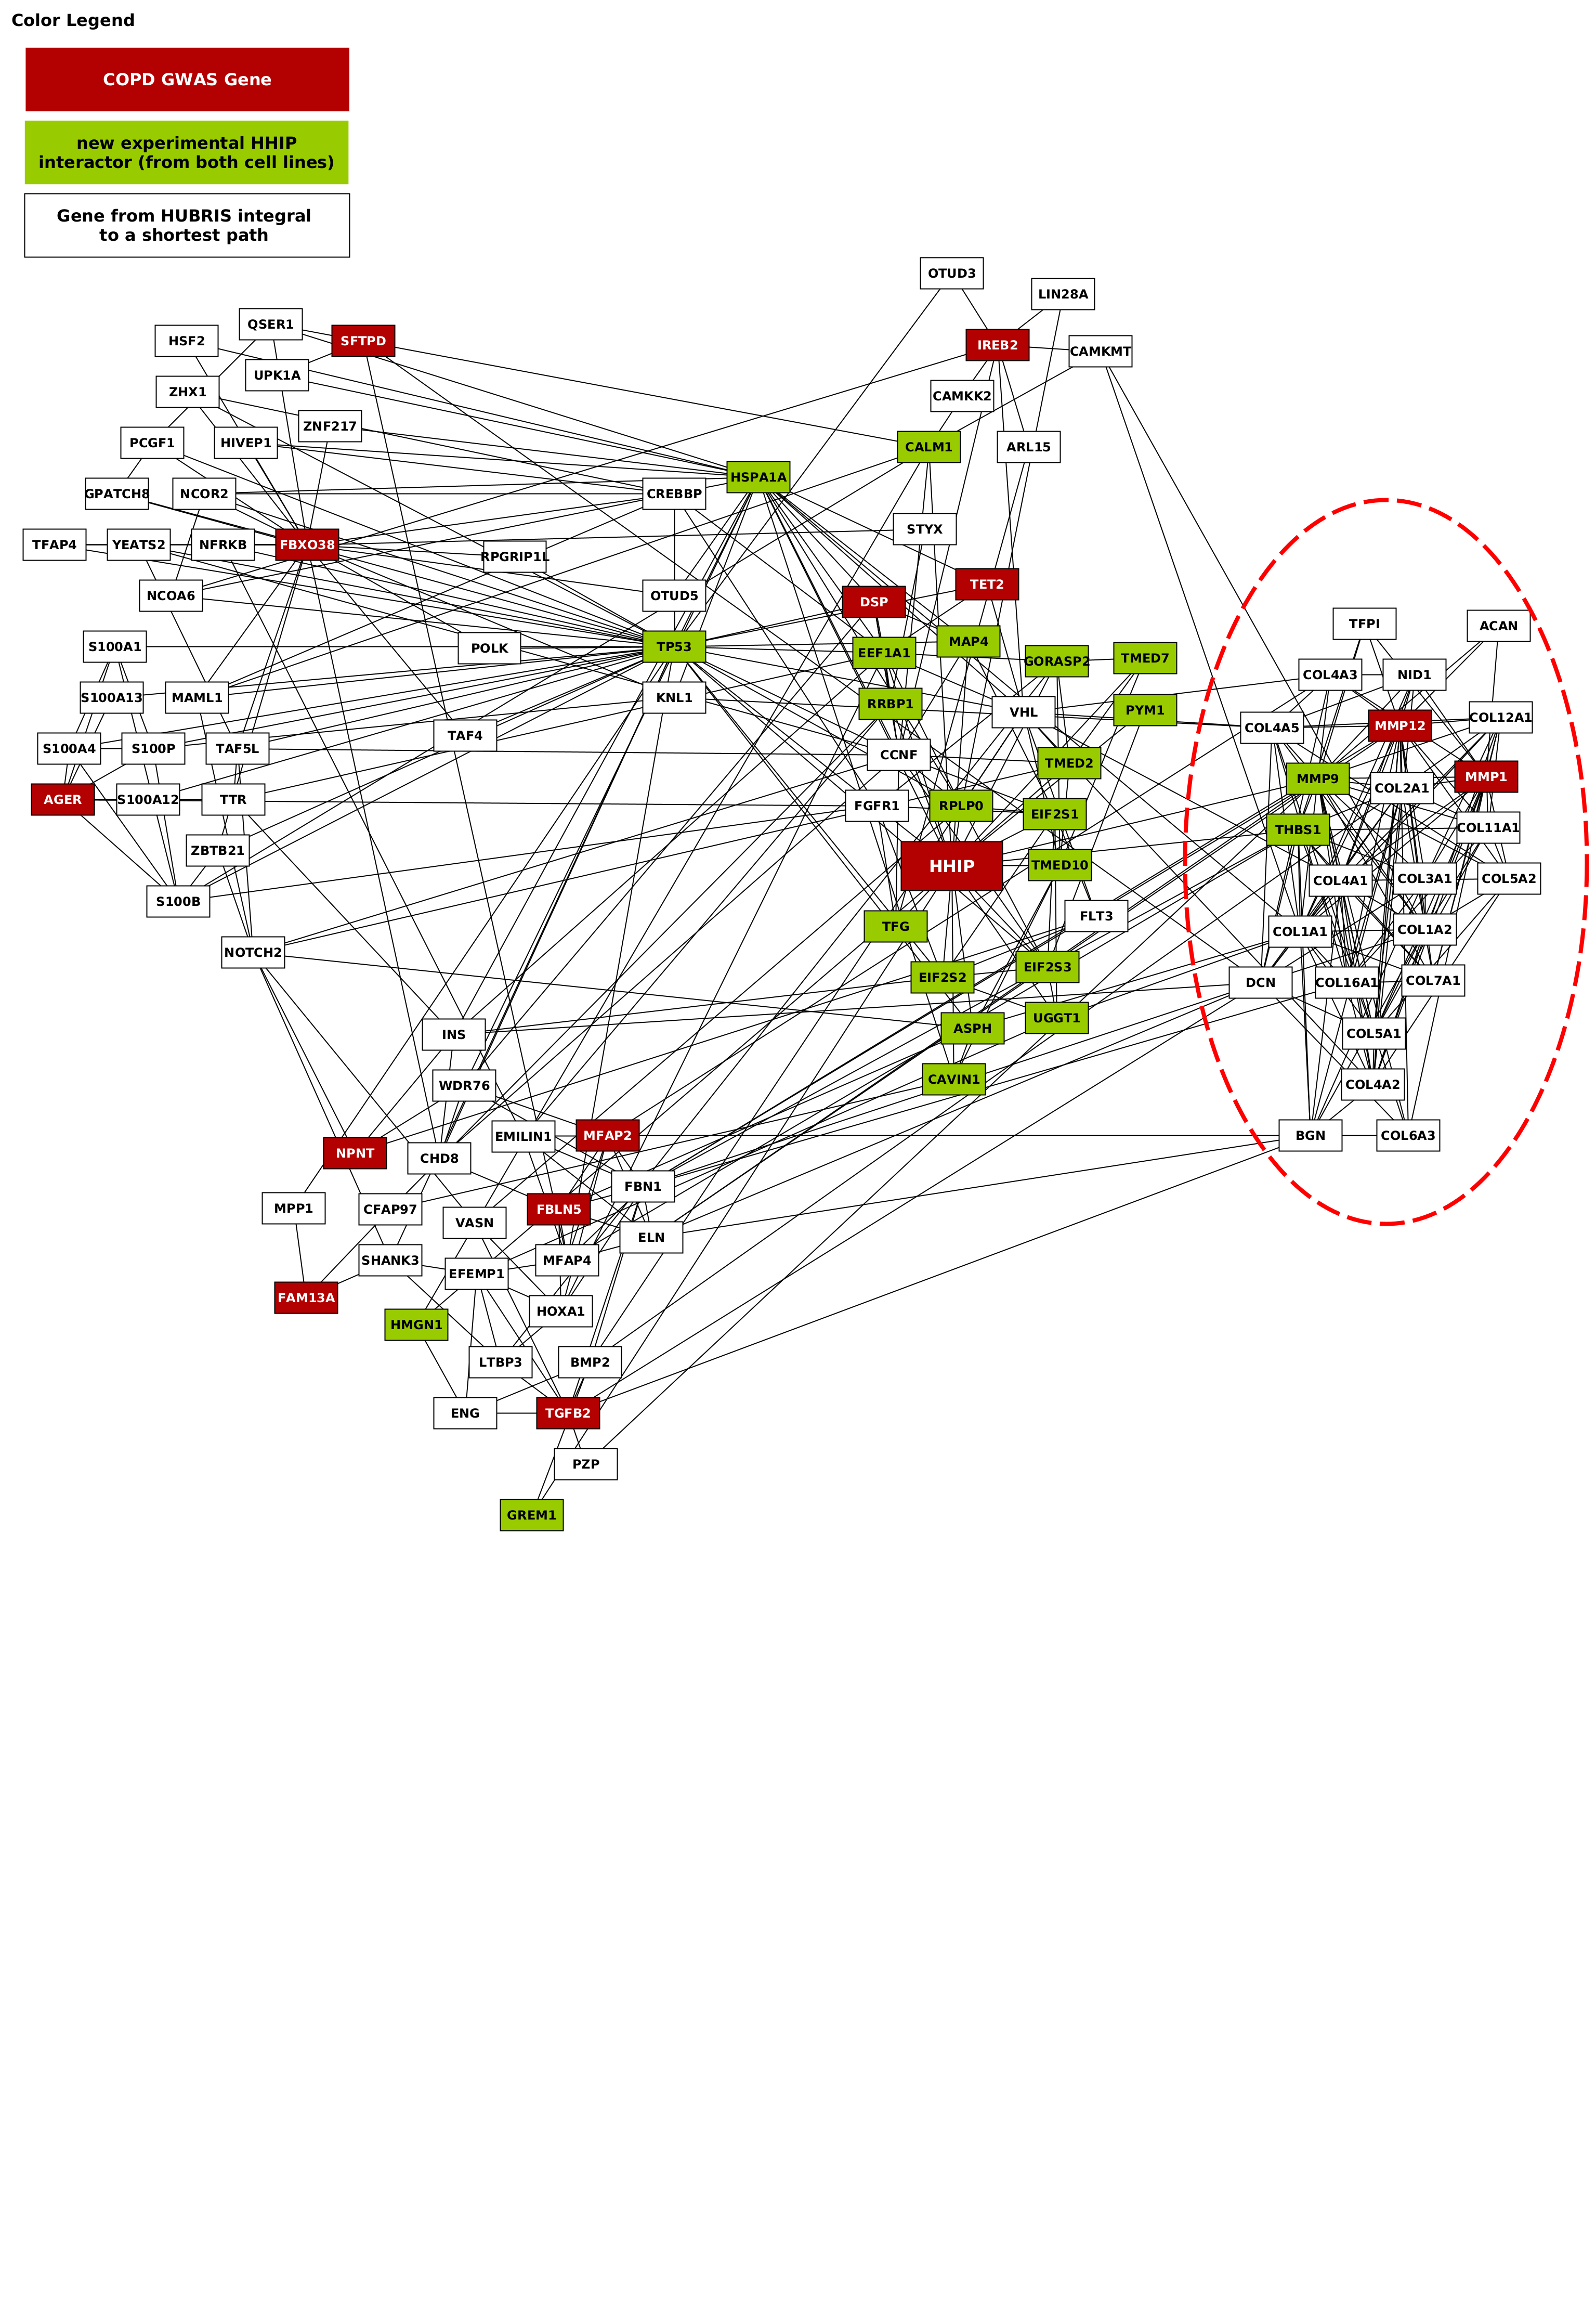 Color Legend
COPD GWAS Gene
new experimental HHIP
interactor (from both cell lines)
Gene from HUBRIS integral
to a shortest path
OTUD3
LIN28A
QSER1
HSF2
SFTPD
IREB2
CAMKMT
UPK1A
ZHX1
CAMKK2
ZNF217
PCGF1
HIVEP1
CALM1
ARL15
HSPA1A
GPATCH8
NCOR2
CREBBP
STYX
TFAP4
YEATS2
NFRKB
FBXO38
RPGRIP1L
TET2
NCOA6
OTUD5
DSP
TFPI
ACAN
S100A1
POLK
TP53
EEF1A1
MAP4
GORASP2
TMED7
COL4A3
NID1
S100A13
MAML1
KNL1
RRBP1
VHL
PYM1
COL4A5
MMP12
COL12A1
S100A4
S100P
TAF5L
TAF4
CCNF
TMED2
MMP9
COL2A1
MMP1
AGER
S100A12
TTR
FGFR1
RPLP0
EIF2S1
THBS1
COL11A1
ZBTB21
HHIP
TMED10
COL4A1
COL3A1
COL5A2
S100B
TFG
FLT3
COL1A1
COL1A2
NOTCH2
EIF2S2
EIF2S3
DCN
COL16A1
COL7A1
INS
ASPH
UGGT1
COL5A1
WDR76
CAVIN1
COL4A2
EMILIN1
MFAP2
BGN
COL6A3
NPNT
CHD8
FBN1
MPP1
CFAP97
VASN
FBLN5
ELN
SHANK3
EFEMP1
MFAP4
FAM13A
HMGN1
HOXA1
LTBP3
BMP2
ENG
TGFB2
PZP
GREM1